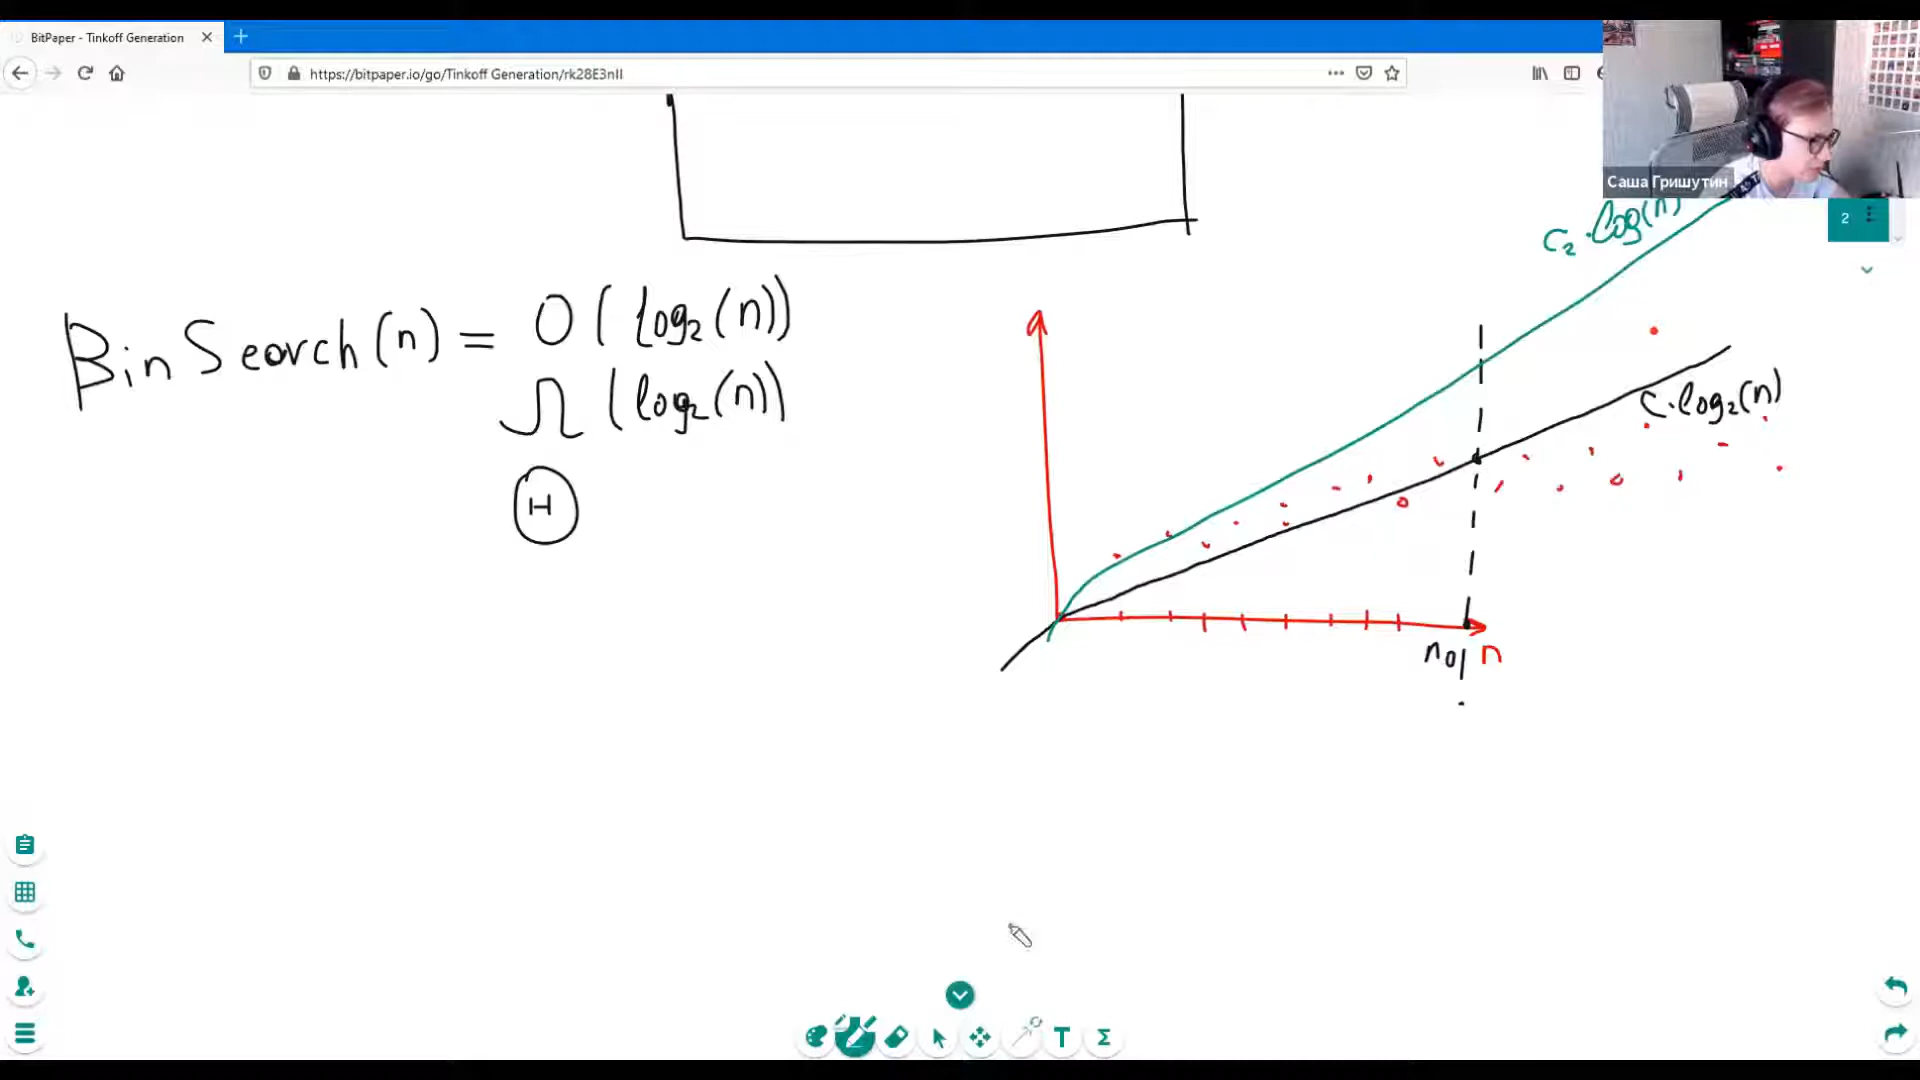 BitPaper - Tinkoff Generation
https://bitpaper.io/go/Tinkoff Generation/rk28E3nlI
Саша Гришутин
2
c₂·log(n)
BinSearch(n) = O(log₂(n))
Ω(log₂(n))
Θ
c·log₂(n)
n₀
n
T
Σ